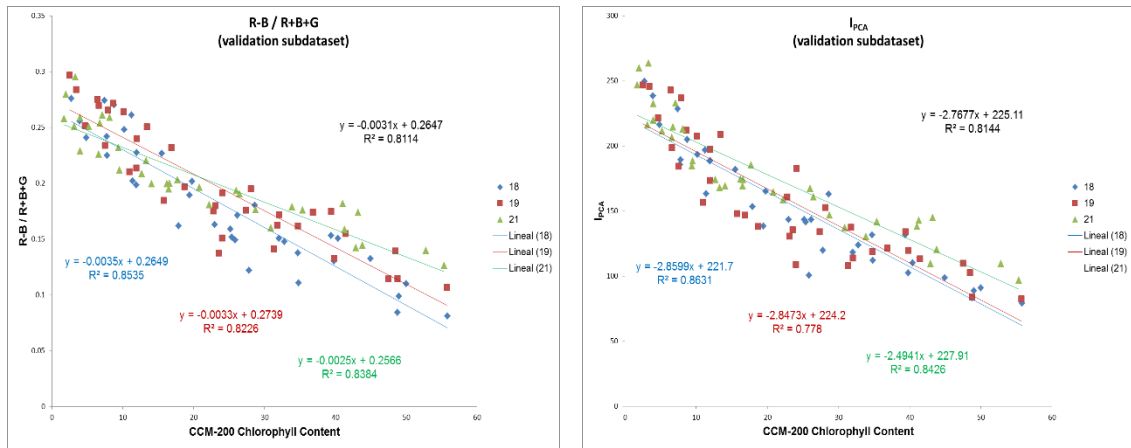 R-B / R+B+G
(validation subdataset)
0.35
0.3
0.25
0.2
0.15
0.1
0.05
0
R-B / R+B+G
y = -0.0031x + 0.2647
R² = 0.8114
y = -0.0035x + 0.2649
R² = 0.8535
y = -0.0033x + 0.2739
R² = 0.8226
y = -0.0025x + 0.2566
R² = 0.8384
18
19
21
Lineal (18)
Lineal (19)
Lineal (21)
0 10 20 30 40 50 60
CCM-200 Chlorophyll Content
I_PCA
(validation subdataset)
300
250
200
150
100
50
0
I_PCA
y = -2.7677x + 225.11
R² = 0.8144
y = -2.8599x + 221.7
R² = 0.8631
y = -2.8473x + 224.2
R² = 0.778
y = -2.4941x + 227.91
R² = 0.8426
18
19
21
Lineal (18)
Lineal (19)
Lineal (21)
0 10 20 30 40 50 60
CCM-200 Chlorophyll Content